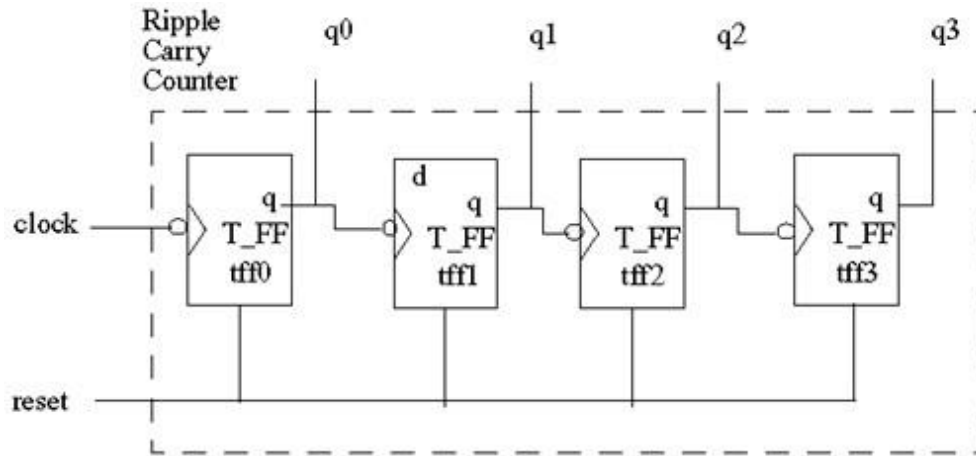 Ripple
Carry
Counter
q0
q1
q2
q3
clock
q
T_FF
tff0
d
q
T_FF
tff1
q
T_FF
tff2
q
T_FF
tff3
reset